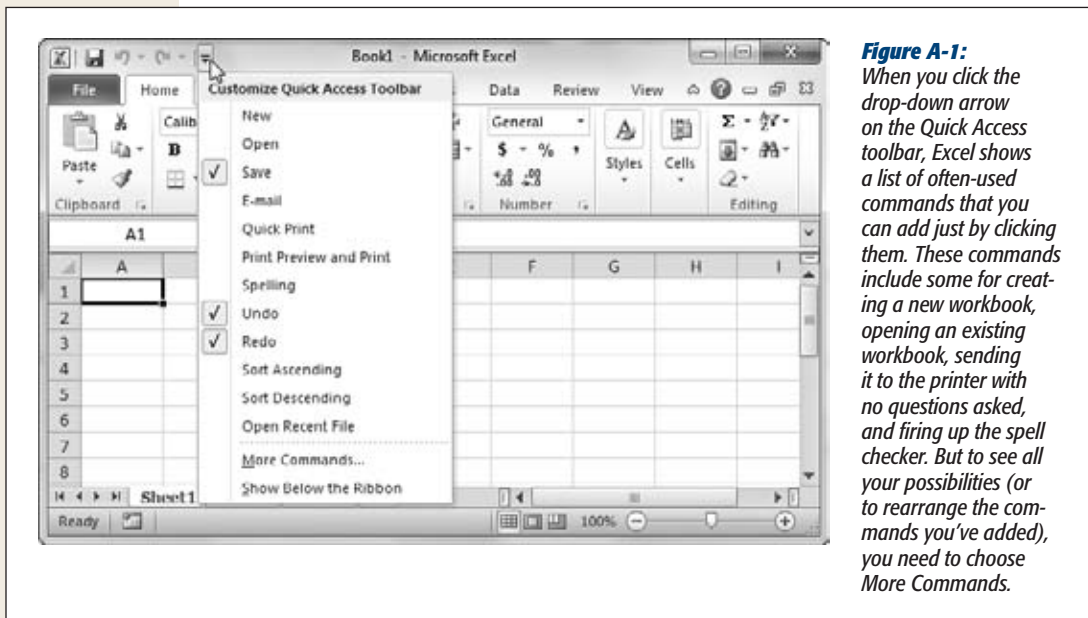 Book1 - Microsoft Excel
File Home Data Review View
Customize Quick Access Toolbar
New
Open
Save
E-mail
Quick Print
Print Preview and Print
Spelling
Undo
Redo
Sort Ascending
Sort Descending
Open Recent File
More Commands...
Show Below the Ribbon
Paste
Clipboard
Calib
B
General
$ - % ,
Number
Styles
Cells
Σ
Editing
A1
A F G H I
1
2
3
4
5
6
7
8
Sheet1
Ready 100%
Figure A-1:
When you click the
drop-down arrow
on the Quick Access
toolbar, Excel shows
a list of often-used
commands that you
can add just by clicking
them. These commands
include some for creat-
ing a new workbook,
opening an existing
workbook, sending
it to the printer with
no questions asked,
and firing up the spell
checker. But to see all
your possibilities (or
to rearrange the com-
mands you've added),
you need to choose
More Commands.